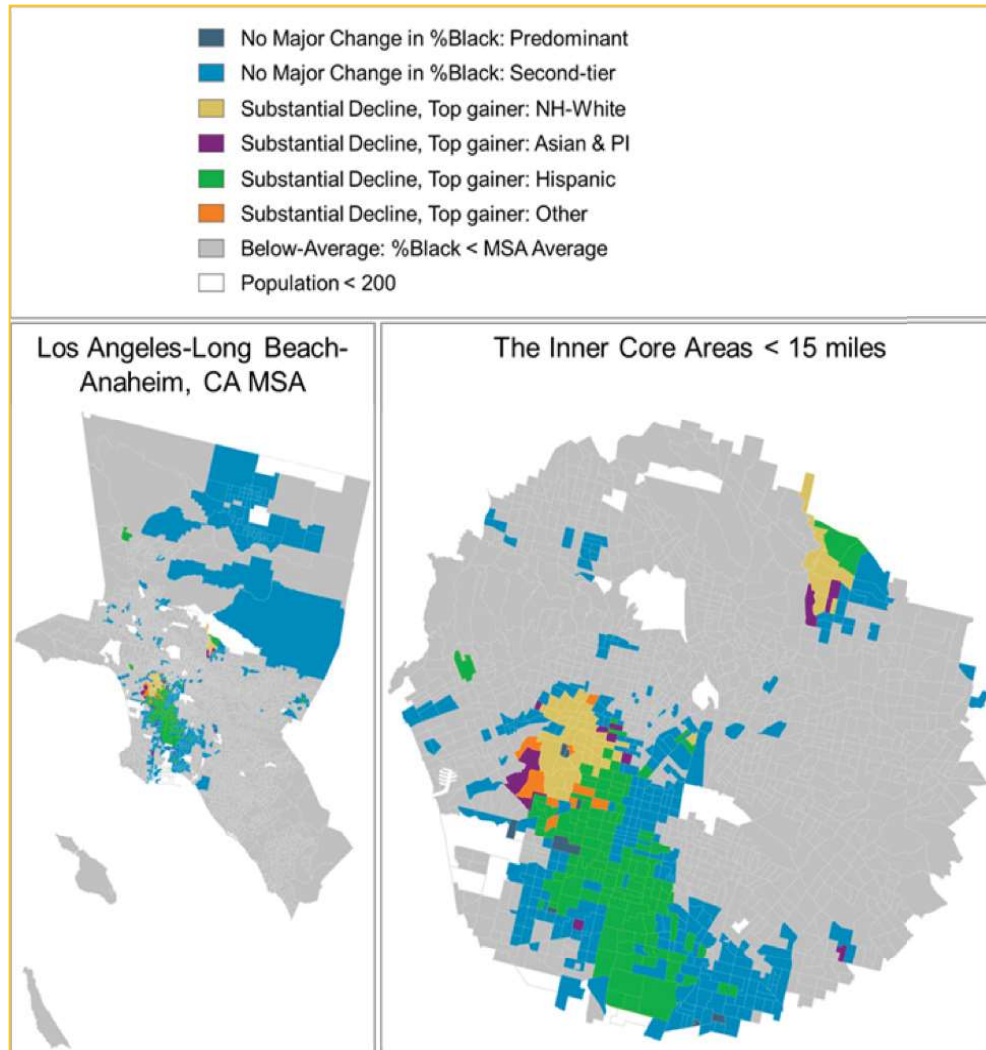 No Major Change in %Black: Predominant
No Major Change in %Black: Second-tier
Substantial Decline, Top gainer: NH-White
Substantial Decline, Top gainer: Asian & PI
Substantial Decline, Top gainer: Hispanic
Substantial Decline, Top gainer: Other
Below-Average: %Black < MSA Average
Population < 200
Los Angeles-Long Beach-
Anaheim, CA MSA
The Inner Core Areas < 15 miles